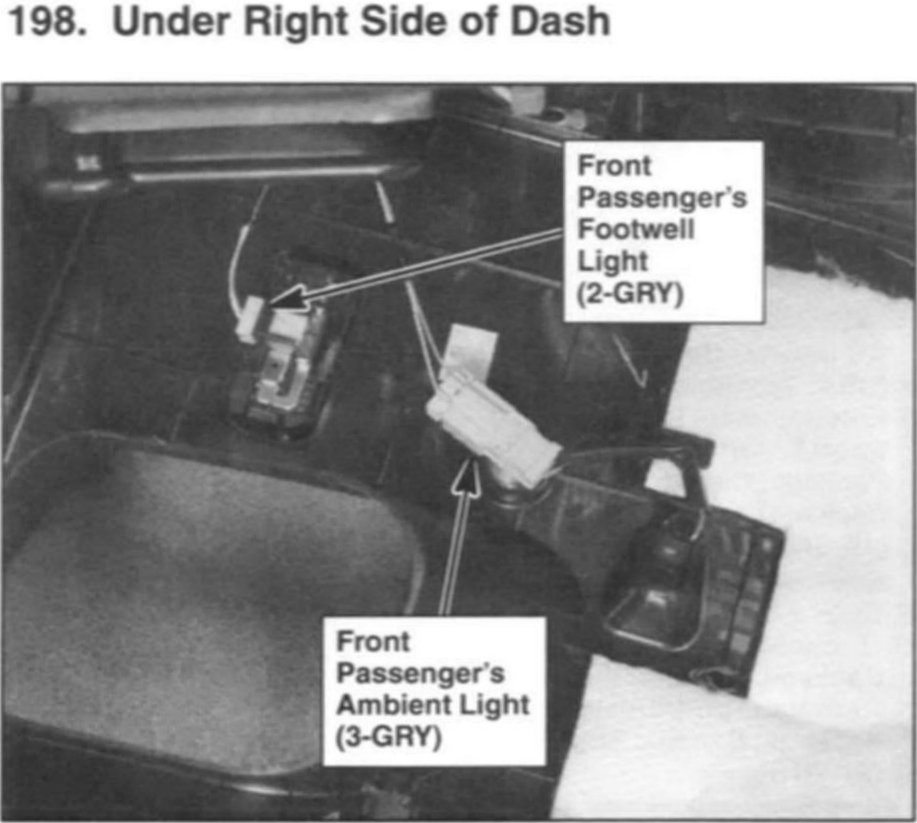 198. Under Right Side of Dash
Front
Passenger's
Footwell
Light
(2-GRY)
Front
Passenger's
Ambient Light
(3-GRY)